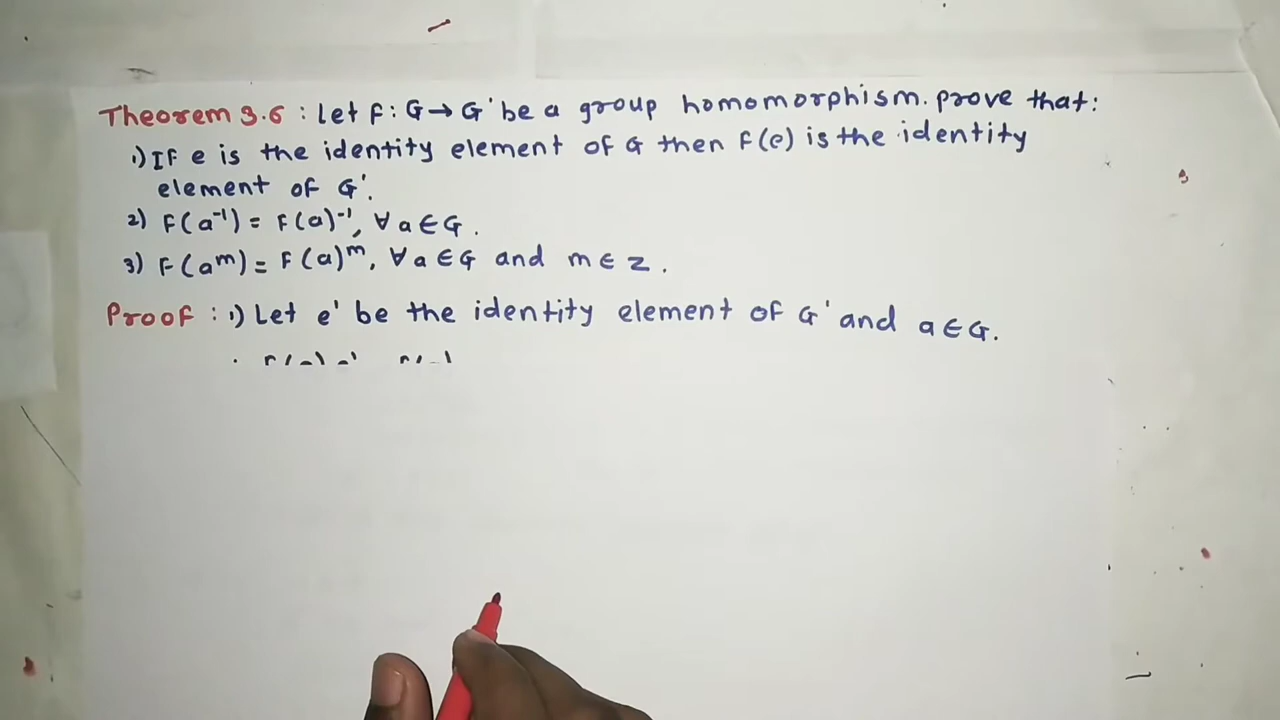 Theorem 3.6 : Let f : G → G' be a group homomorphism. prove that :
1) If e is the identity element of G then f(e) is the identity
element of G'.
2) f(a⁻¹) = f(a)⁻¹, ∀ a ∈ G .
3) f(aᵐ) = f(a)ᵐ, ∀ a ∈ G and m ∈ Z .
Proof : 1) Let e' be the identity element of G' and a ∈ G.